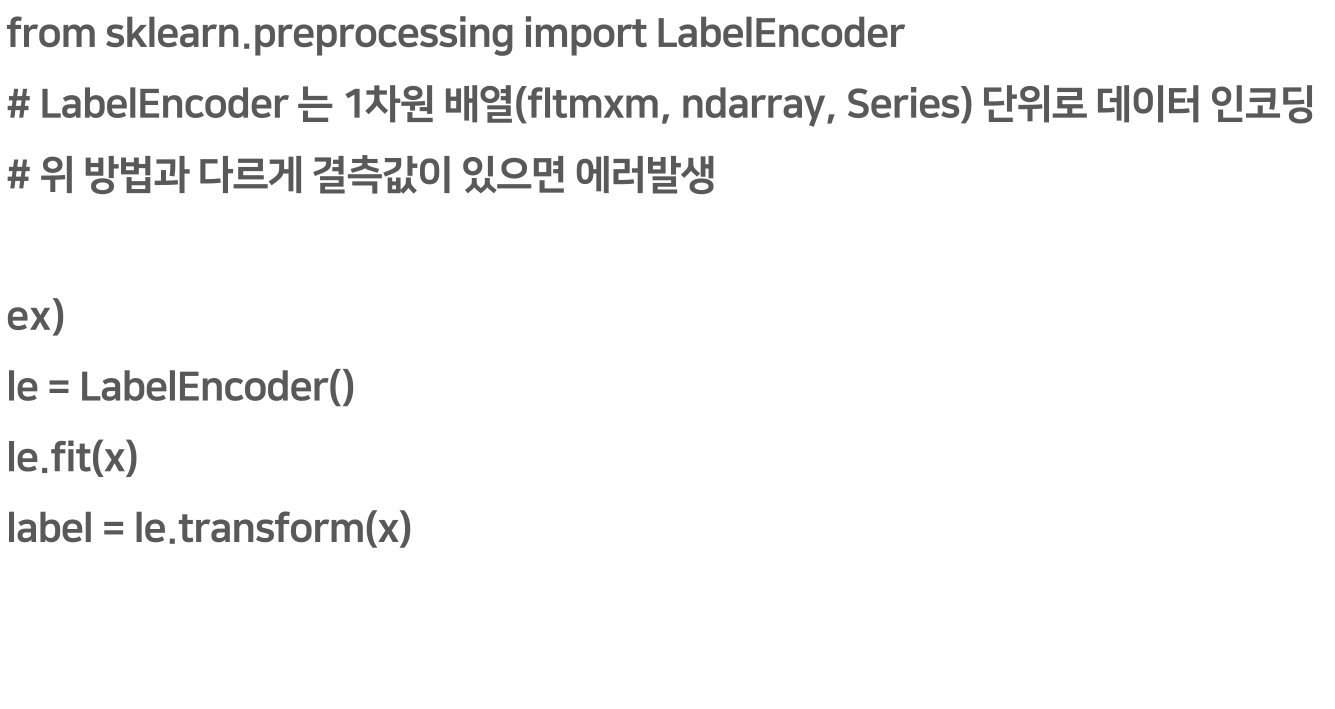 from sklearn.preprocessing import LabelEncoder
# LabelEncoder 는 1차원 배열(fltmxm, ndarray, Series) 단위로 데이터 인코딩
# 위 방법과 다르게 결측값이 있으면 에러발생
ex)
le = LabelEncoder()
le.fit(x)
label = le.transform(x)